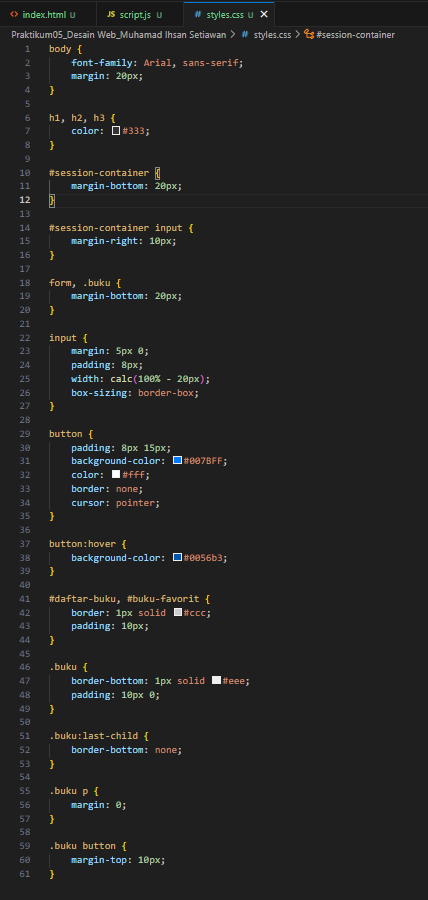 index.html U script.js U styles.css U
Praktikum05_Desain Web_Muhamad Ihsan Setiawan > # styles.css > #session-container
1 body {
2 font-family: Arial, sans-serif;
3 margin: 20px;
4 }
5
6 h1, h2, h3 {
7 color: #333;
8 }
9
10 #session-container {
11 margin-bottom: 20px;
12 }
13
14 #session-container input {
15 margin-right: 10px;
16 }
17
18 form, .buku {
19 margin-bottom: 20px;
20 }
21
22 input {
23 margin: 5px 0;
24 padding: 8px;
25 width: calc(100% - 20px);
26 box-sizing: border-box;
27 }
28
29 button {
30 padding: 8px 15px;
31 background-color: #007BFF;
32 color: #fff;
33 border: none;
34 cursor: pointer;
35 }
36
37 button:hover {
38 background-color: #0056b3;
39 }
40
41 #daftar-buku, #buku-favorit {
42 border: 1px solid #ccc;
43 padding: 10px;
44 }
45
46 .buku {
47 border-bottom: 1px solid #eee;
48 padding: 10px 0;
49 }
50
51 .buku:last-child {
52 border-bottom: none;
53 }
54
55 .buku p {
56 margin: 0;
57 }
58
59 .buku button {
60 margin-top: 10px;
61 }